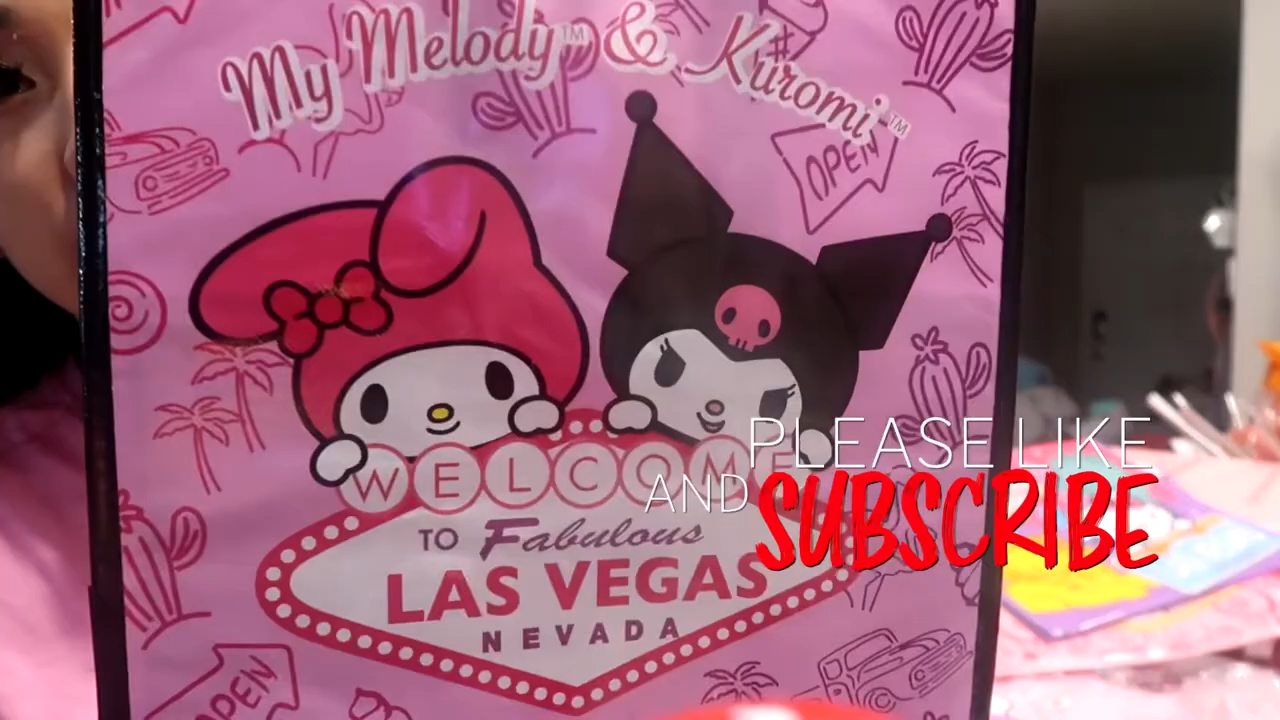 My Melody™ & Kuromi™
OPEN
WELCOME
TO Fabulous
LAS VEGAS
NEVADA
PLEASE LIKE
AND SUBSCRIBE
OPEN